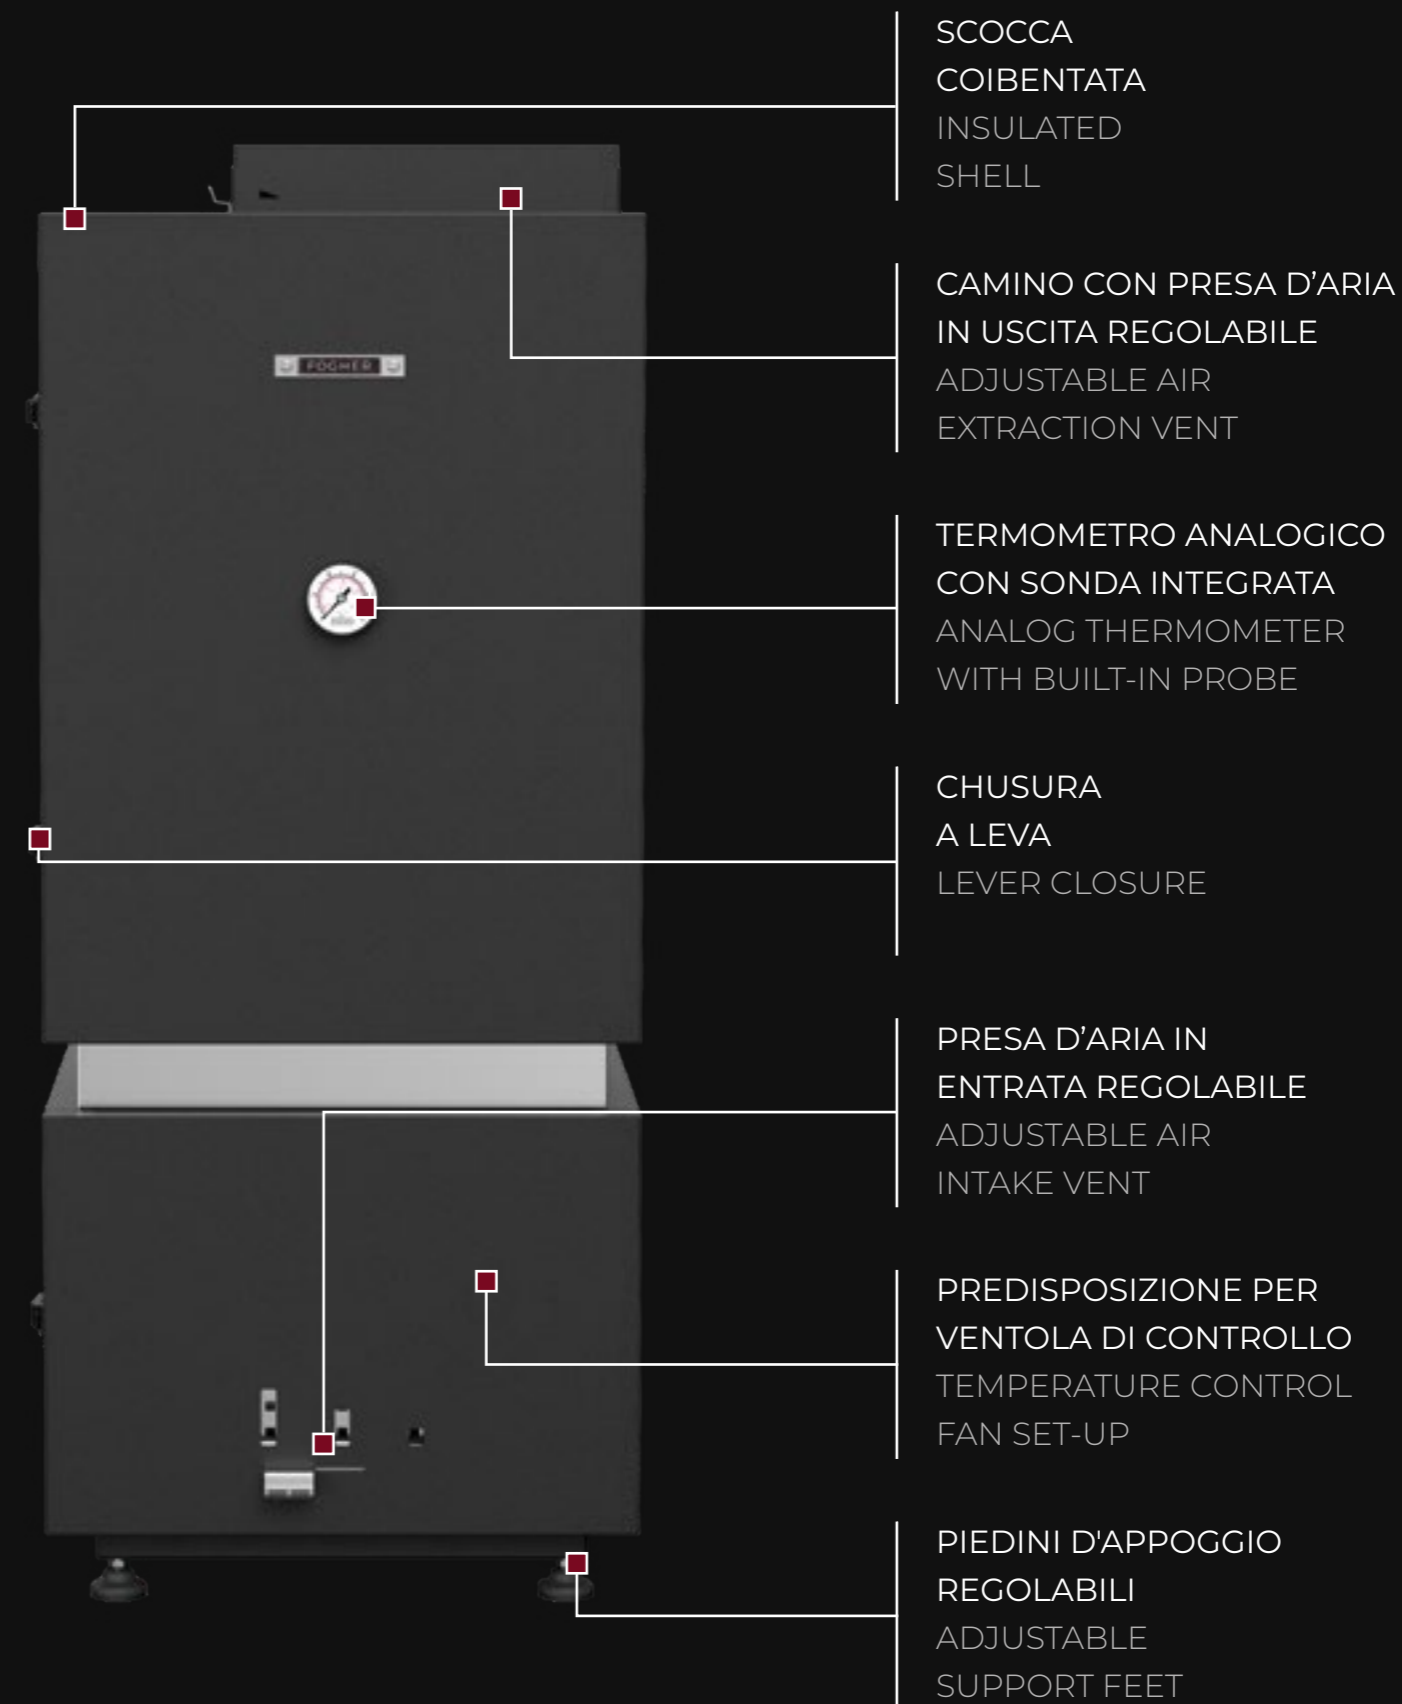 SCOCCA
COIBENTATA
INSULATED
SHELL
CAMINO CON PRESA D’ARIA
IN USCITA REGOLABILE
ADJUSTABLE AIR
EXTRACTION VENT
FOGHER
TERMOMETRO ANALOGICO
CON SONDA INTEGRATA
ANALOG THERMOMETER
WITH BUILT-IN PROBE
CHUSURA
A LEVA
LEVER CLOSURE
PRESA D’ARIA IN
ENTRATA REGOLABILE
ADJUSTABLE AIR
INTAKE VENT
PREDISPOSIZIONE PER
VENTOLA DI CONTROLLO
TEMPERATURE CONTROL
FAN SET-UP
PIEDINI D'APPOGGIO
REGOLABILI
ADJUSTABLE
SUPPORT FEET